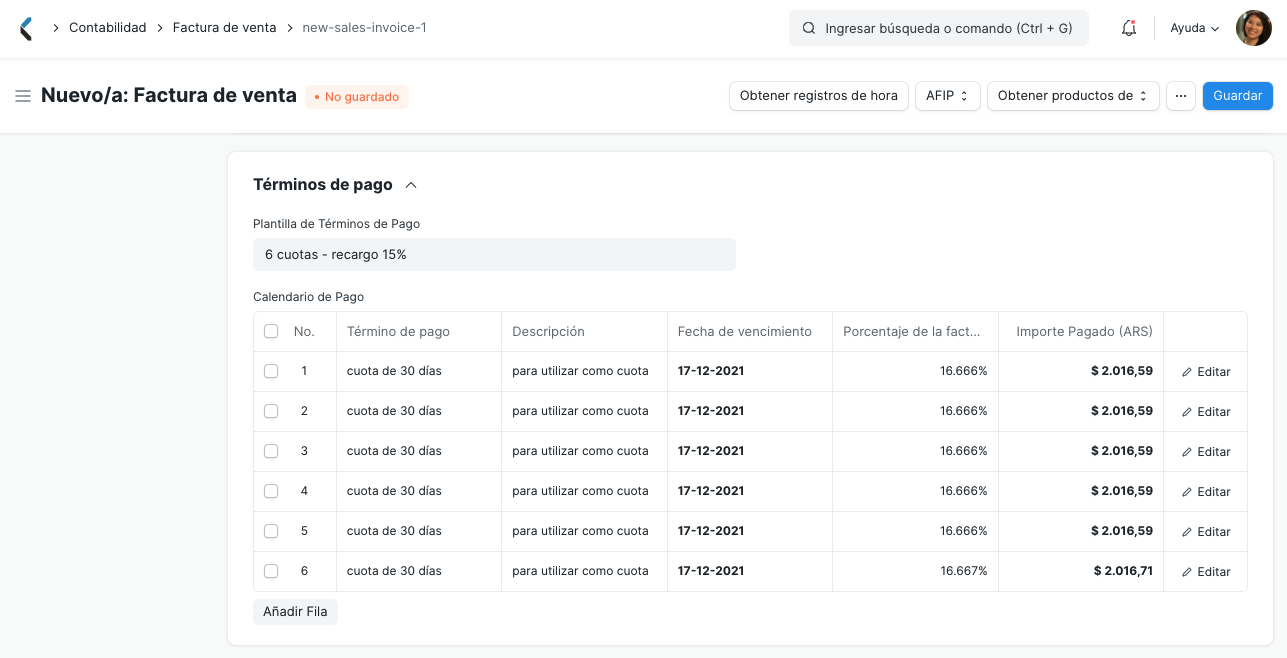 Contabilidad Factura de venta new-sales-invoice-1 Ingresar búsqueda o comando (Ctrl + G) Ayuda
Nuevo/a: Factura de venta No guardado Obtener registros de hora AFIP Obtener productos de ... Guardar
Términos de pago
Plantilla de Términos de Pago
6 cuotas - recargo 15%
Calendario de Pago
No. Término de pago Descripción Fecha de vencimiento Porcentaje de la fact... Importe Pagado (ARS)
1 cuota de 30 días para utilizar como cuota 17-12-2021 16.666% $ 2.016,59 Editar
2 cuota de 30 días para utilizar como cuota 17-12-2021 16.666% $ 2.016,59 Editar
3 cuota de 30 días para utilizar como cuota 17-12-2021 16.666% $ 2.016,59 Editar
4 cuota de 30 días para utilizar como cuota 17-12-2021 16.666% $ 2.016,59 Editar
5 cuota de 30 días para utilizar como cuota 17-12-2021 16.666% $ 2.016,59 Editar
6 cuota de 30 días para utilizar como cuota 17-12-2021 16.667% $ 2.016,71 Editar
Añadir Fila